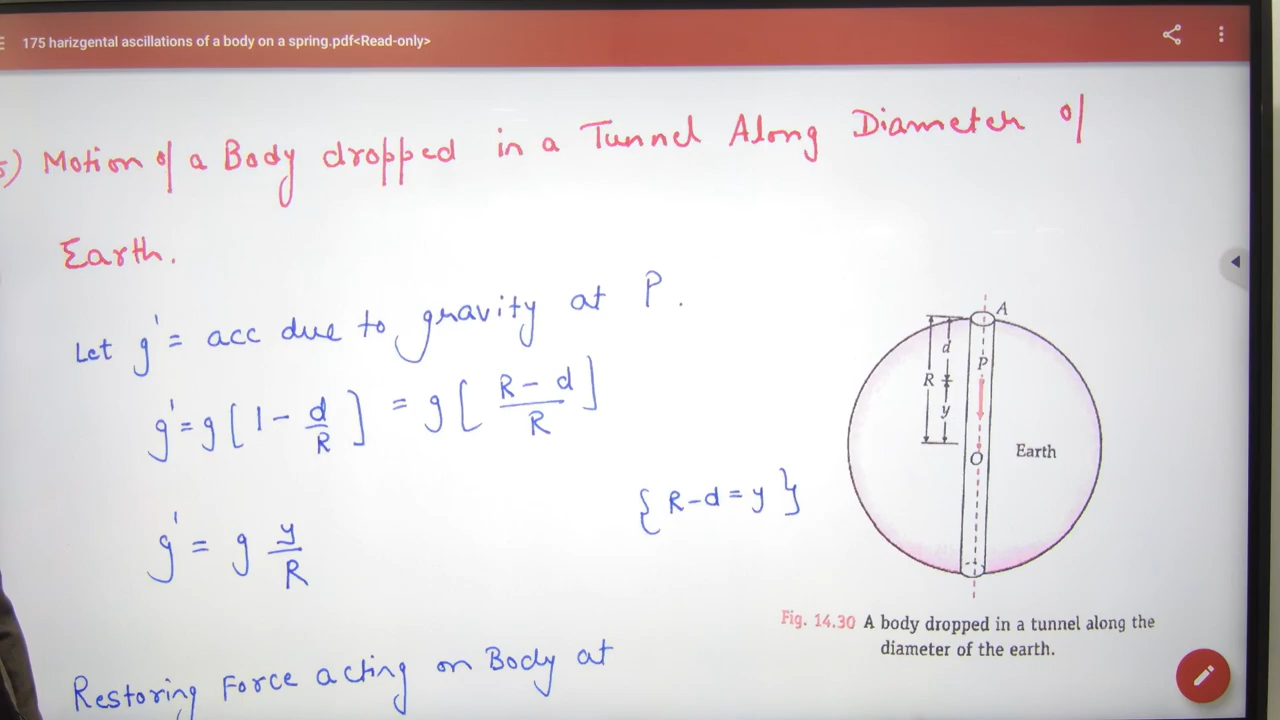 175 harizgental ascillations of a body on a spring.pdf<Read-only>
5) Motion of a Body dropped in a Tunnel Along Diameter of
Earth.
Let g' = acc due to gravity at P.
g' = g [1 - d/R] = g [R - d/R]
{R-d = y}
g' = g y/R
Restoring Force acting on Body at
A
d
P
R
y
O
Earth
Fig. 14.30 A body dropped in a tunnel along the
diameter of the earth.